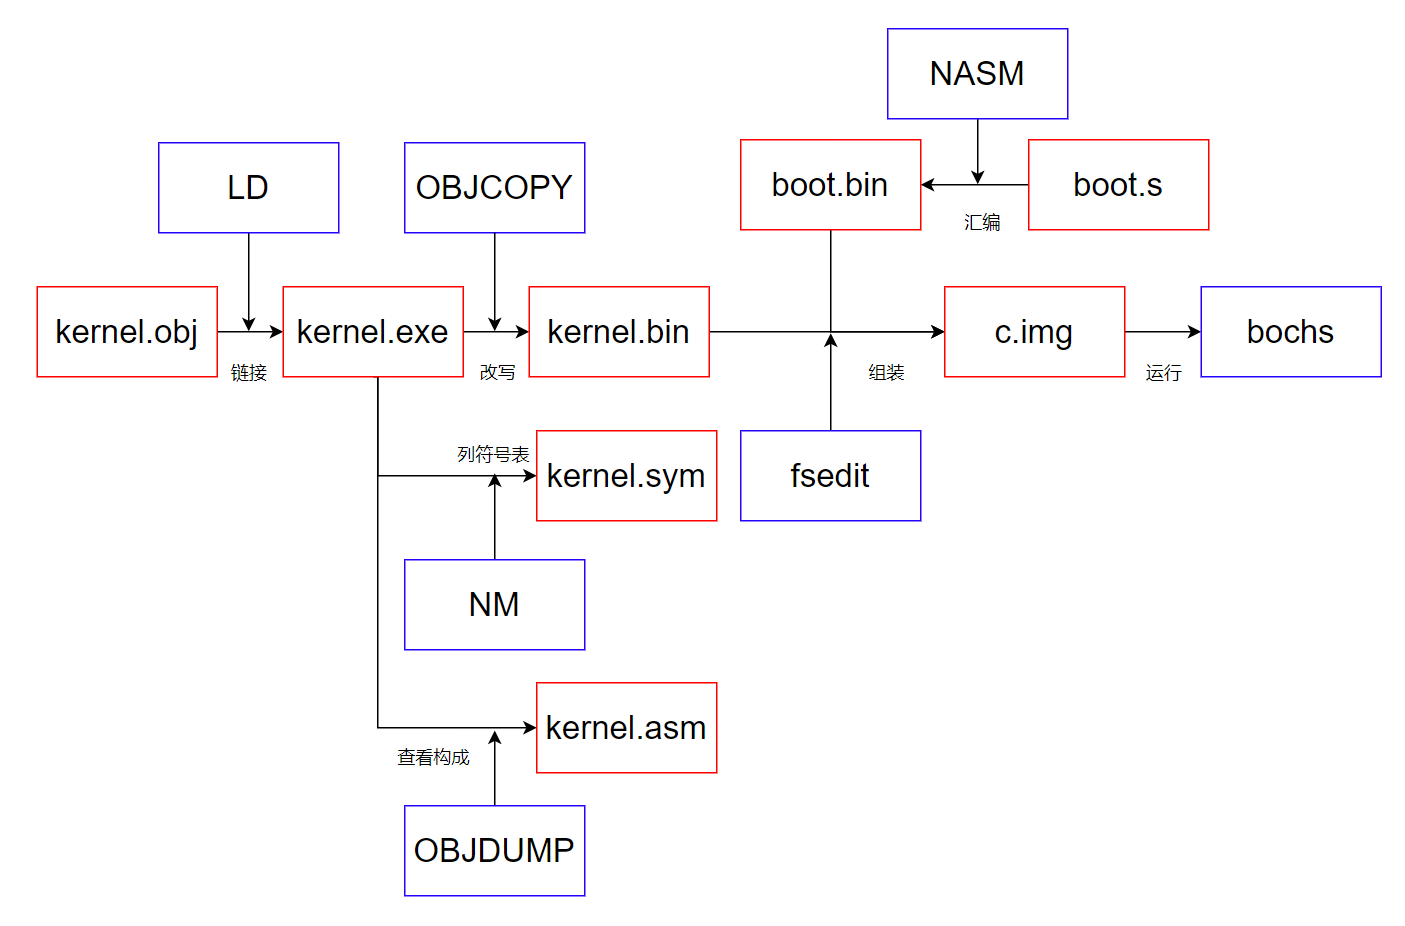 NASM
LD
OBJCOPY
boot.bin
boot.s
汇编
kernel.obj
kernel.exe
kernel.bin
c.img
bochs
链接
改写
组装
运行
列符号表
kernel.sym
fsedit
NM
kernel.asm
查看构成
OBJDUMP